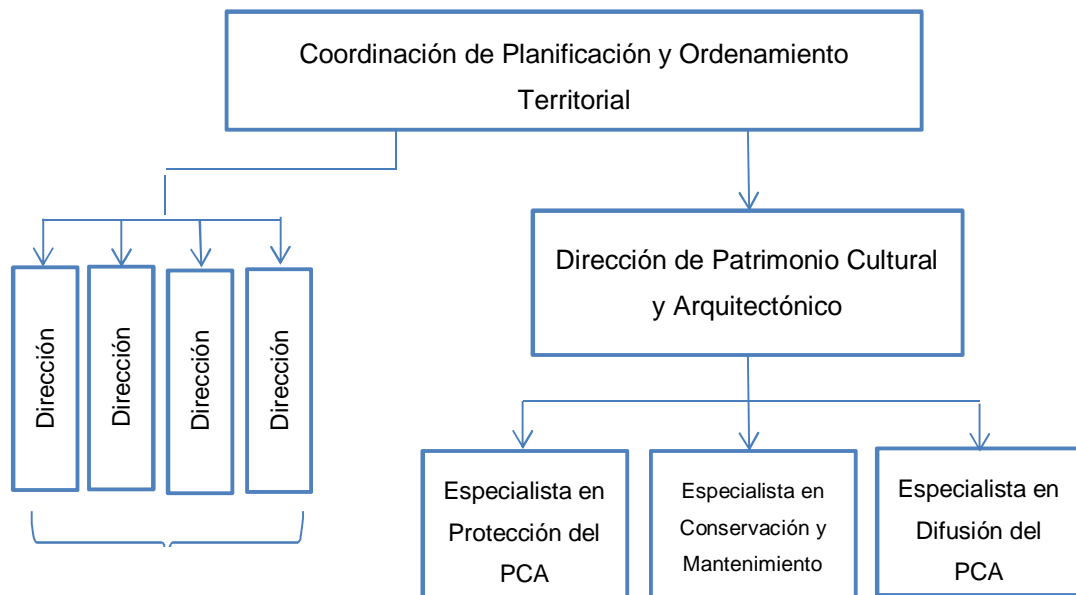 Coordinación de Planificación y Ordenamiento
Territorial
Dirección de Patrimonio Cultural
y Arquitectónico
Dirección
Dirección
Dirección
Dirección
Especialista en
Protección del
PCA
Especialista en
Conservación y
Mantenimiento
Especialista en
Difusión del
PCA